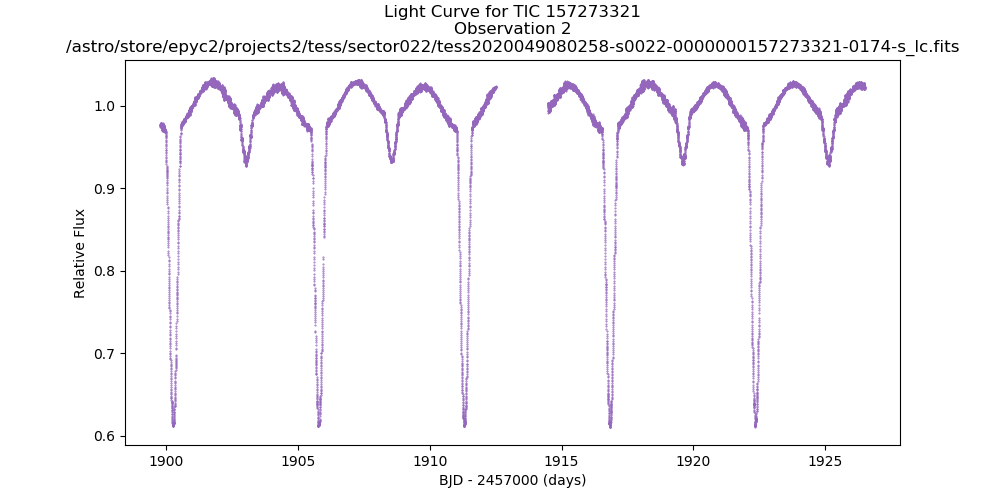 Light Curve for TIC 157273321
Observation 2
/astro/store/epyc2/projects2/tess/sector022/tess2020049080258-s0022-0000000157273321-0174-s_lc.fits
1.0
0.9
0.8
0.7
0.6
Relative Flux
1900
1905
1910
1915
1920
1925
BJD - 2457000 (days)